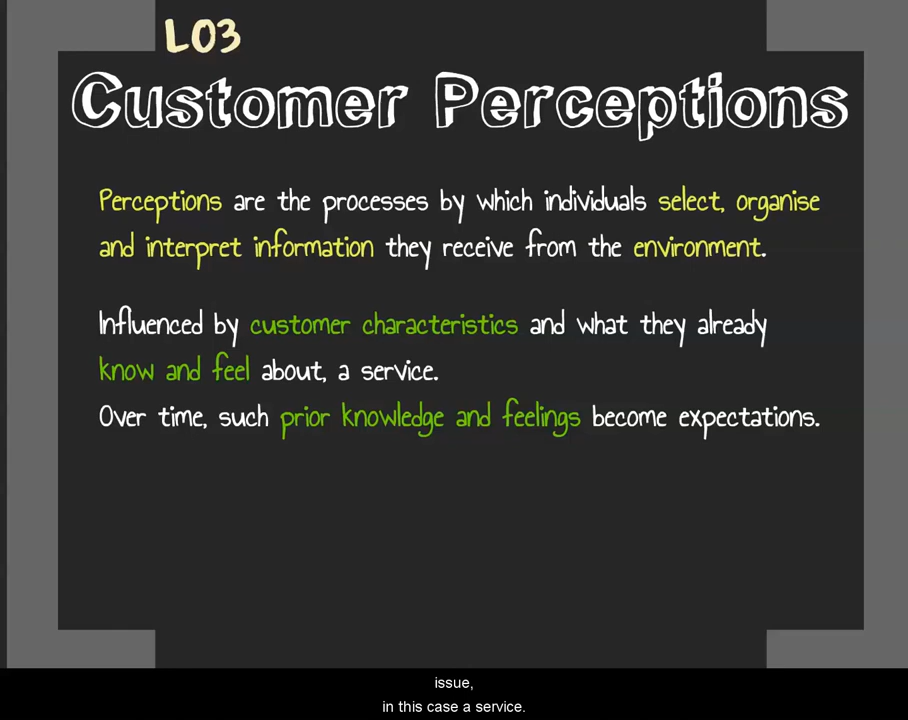 LO3
Customer Perceptions
Perceptions are the processes by which individuals select, organise
and interpret information they receive from the environment.
Influenced by customer characteristics and what they already
know and feel about, a service.
Over time, such prior knowledge and feelings become expectations.
issue,
in this case a service.